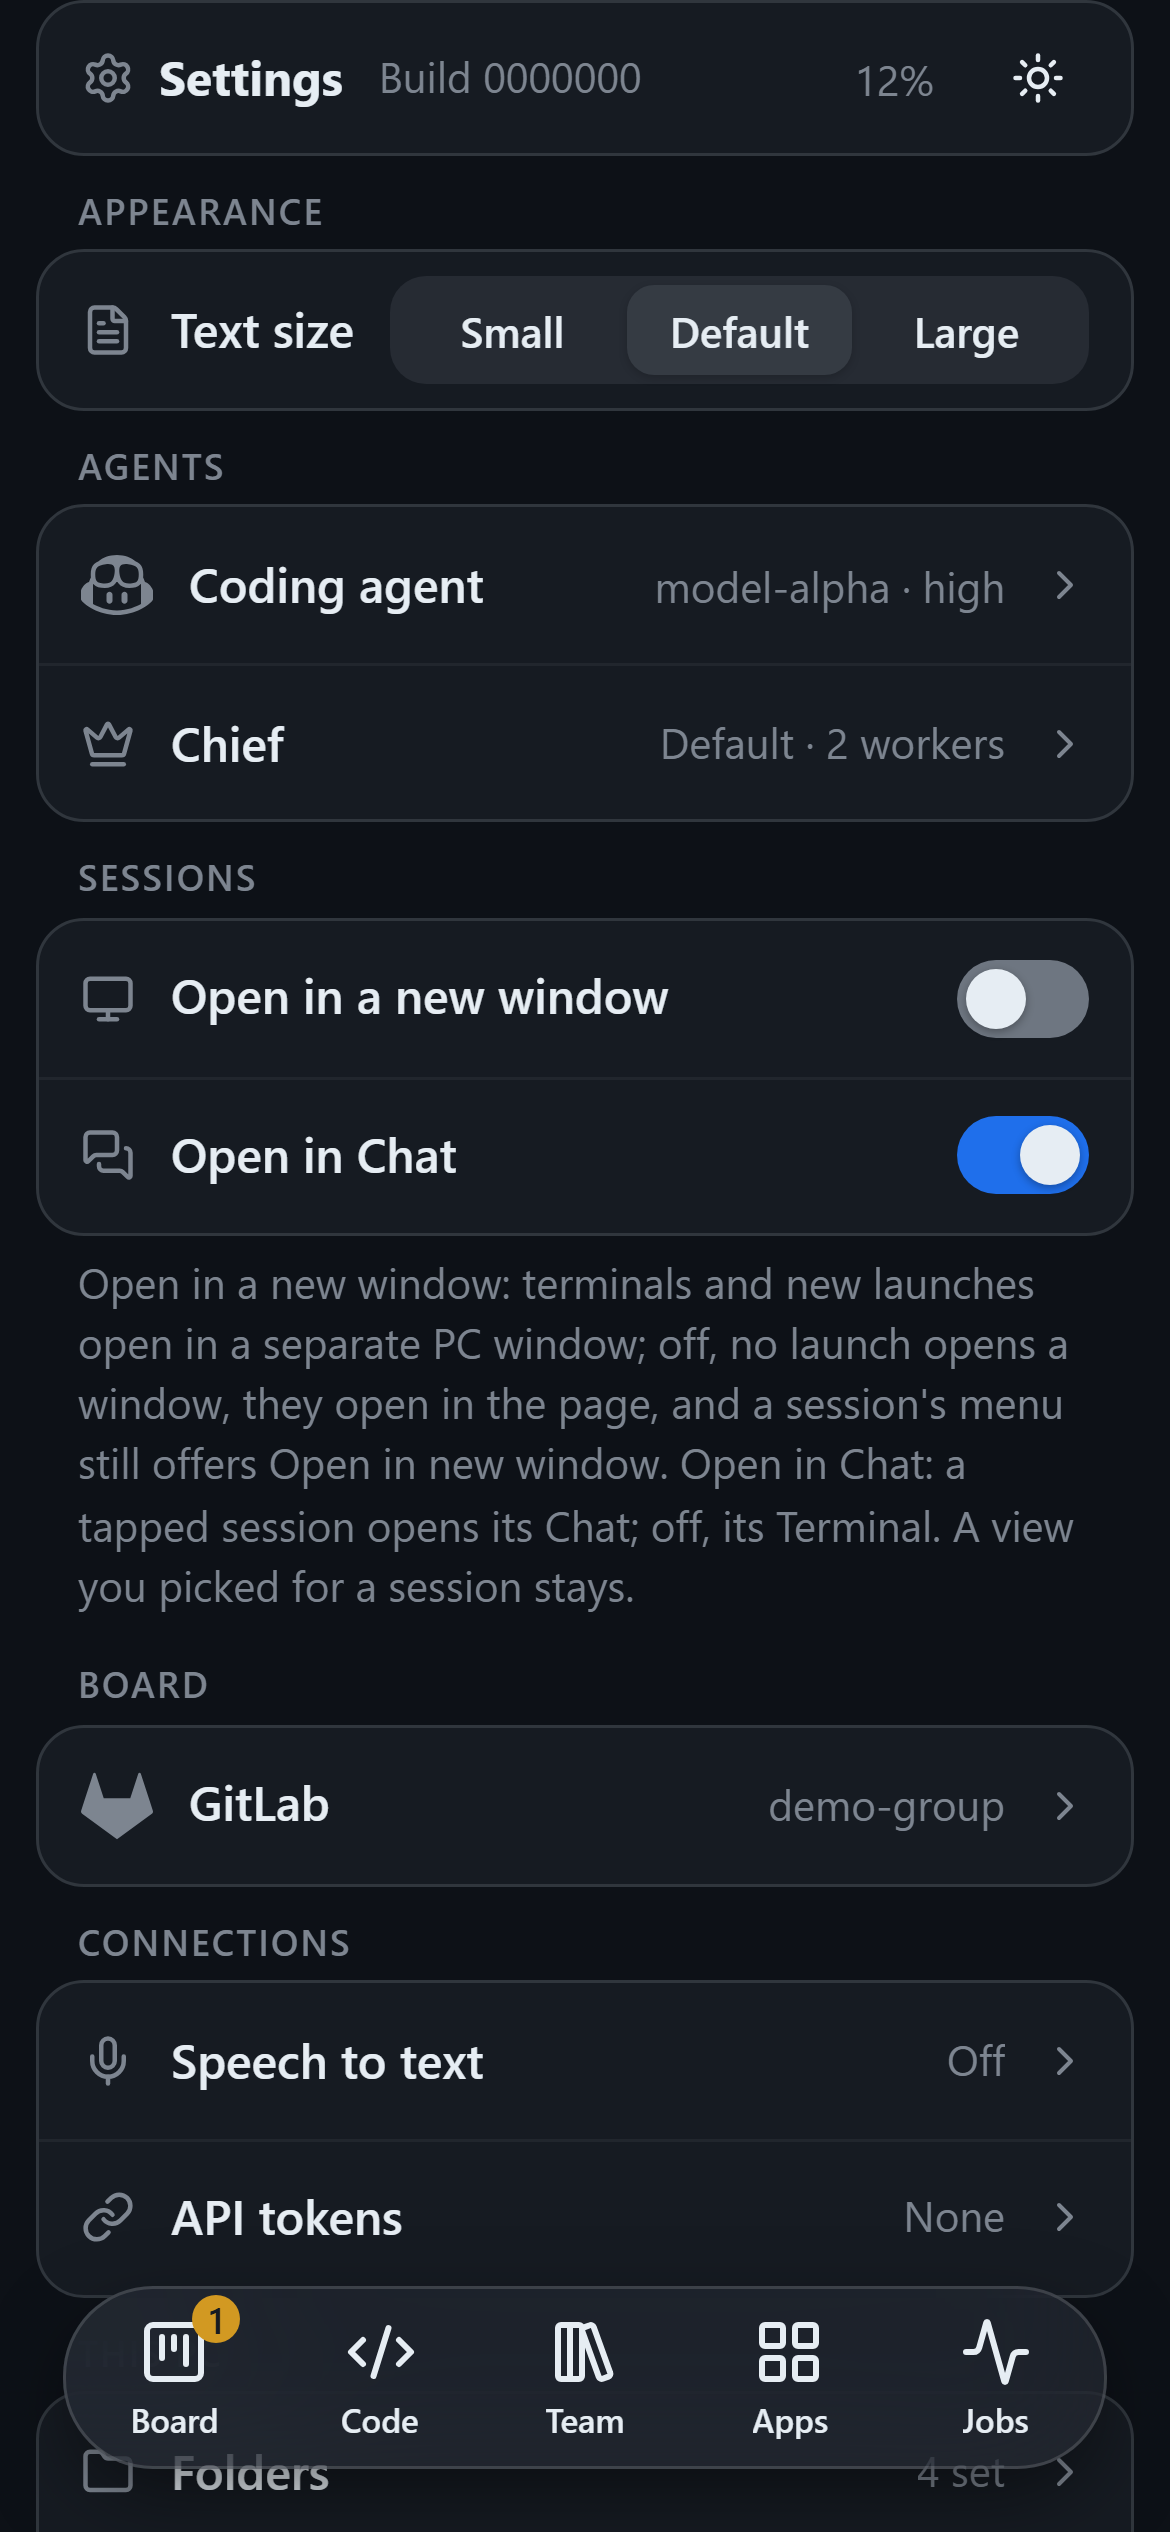 Settings Build 0000000 12%
APPEARANCE
Text size Small Default Large
AGENTS
Coding agent model-alpha · high
Chief Default · 2 workers
SESSIONS
Open in a new window
Open in Chat
Open in a new window: terminals and new launches
open in a separate PC window; off, no launch opens a
window, they open in the page, and a session's menu
still offers Open in new window. Open in Chat: a
tapped session opens its Chat; off, its Terminal. A view
you picked for a session stays.
BOARD
GitLab demo-group
CONNECTIONS
Speech to text Off
API tokens None
1
Board Code Team Apps Jobs
Folders 4 set